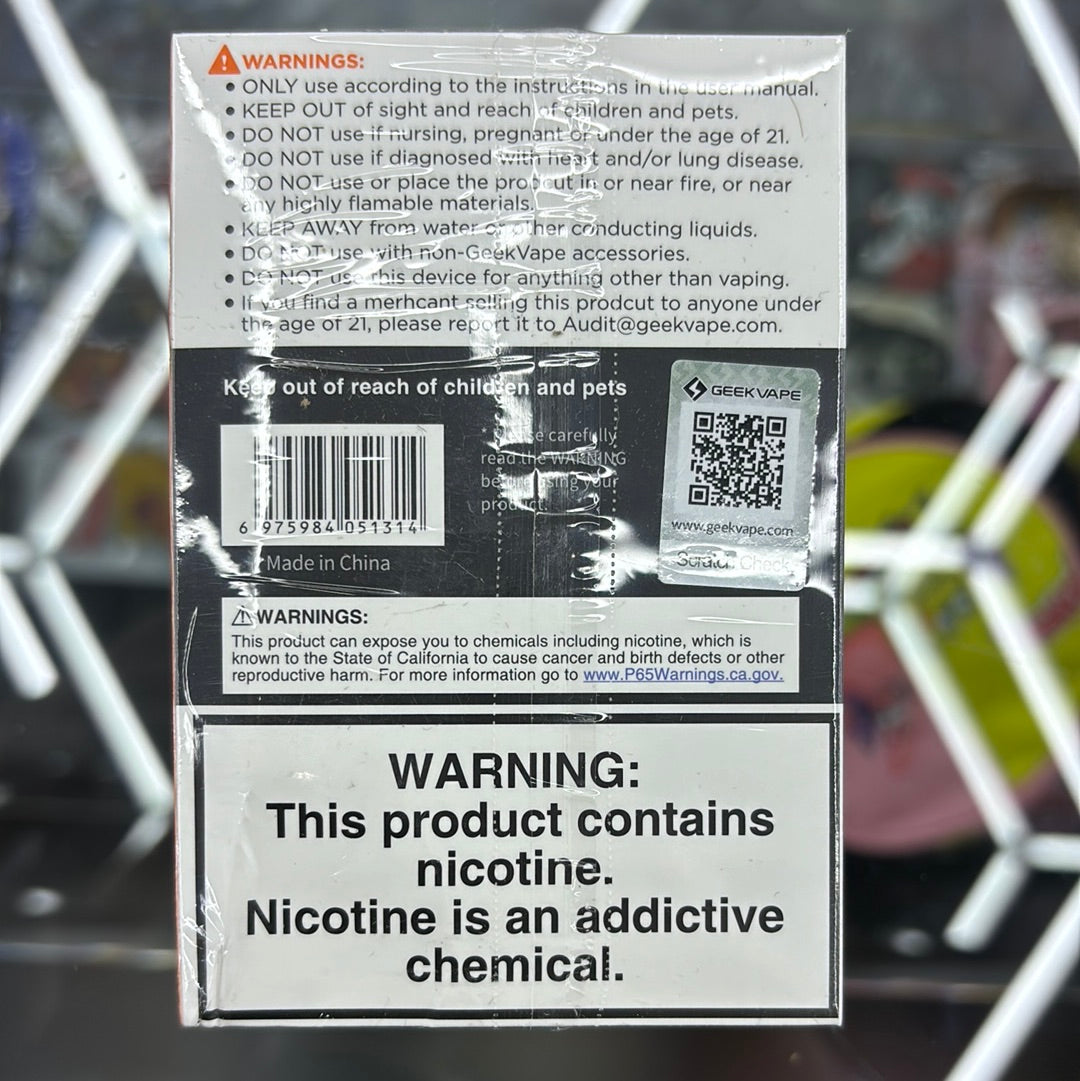 WARNINGS:
• ONLY use according to the instructions in the user manual.
• KEEP OUT of sight and reach of children and pets.
• DO NOT use if nursing, pregnant or under the age of 21.
• DO NOT use if diagnosed with heart and/or lung disease.
• DO NOT use or place the prodcut in or near fire, or near
any highly flamable materials.
• KEEP AWAY from water or other conducting liquids.
• DO NOT use with non-GeekVape accessories.
• DO NOT use this device for anything other than vaping.
• If you find a merhcant selling this prodcut to anyone under
the age of 21, please report it to Audit@geekvape.com.
Keep out of reach of children and pets
GEEKVAPE
Please carefully
read the WARNING
before using your
product.
6 975984 051314
www.geekvape.com
Made in China
Scratch Check
WARNINGS:
This product can expose you to chemicals including nicotine, which is
known to the State of California to cause cancer and birth defects or other
reproductive harm. For more information go to www.P65Warnings.ca.gov.
WARNING:
This product contains
nicotine.
Nicotine is an addictive
chemical.